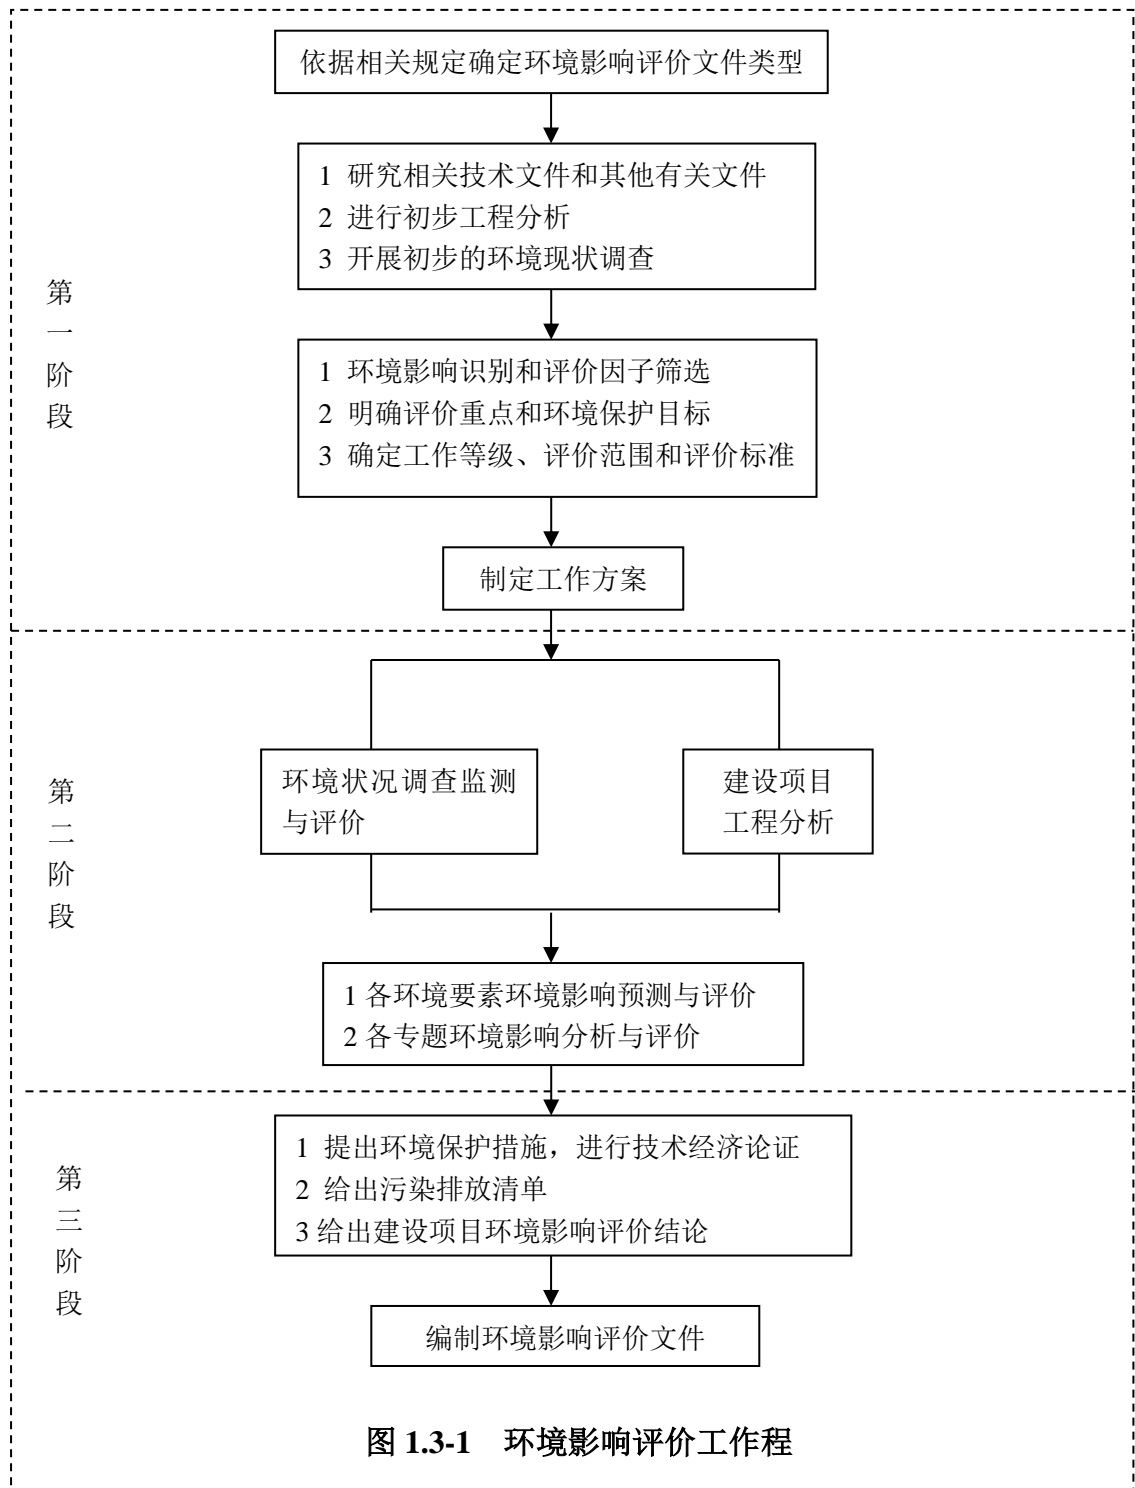 依据相关规定确定环境影响评价文件类型
1 研究相关技术文件和其他有关文件
2 进行初步工程分析
3 开展初步的环境现状调查
第
一
阶
段
1 环境影响识别和评价因子筛选
2 明确评价重点和环境保护目标
3 确定工作等级、评价范围和评价标准
制定工作方案
第
二
阶
段
环境状况调查监测
与评价
建设项目
工程分析
1 各环境要素环境影响预测与评价
2 各专题环境影响分析与评价
第
三
阶
段
1 提出环境保护措施，进行技术经济论证
2 给出污染排放清单
3 给出建设项目环境影响评价结论
编制环境影响评价文件
图 1.3-1 环境影响评价工作程